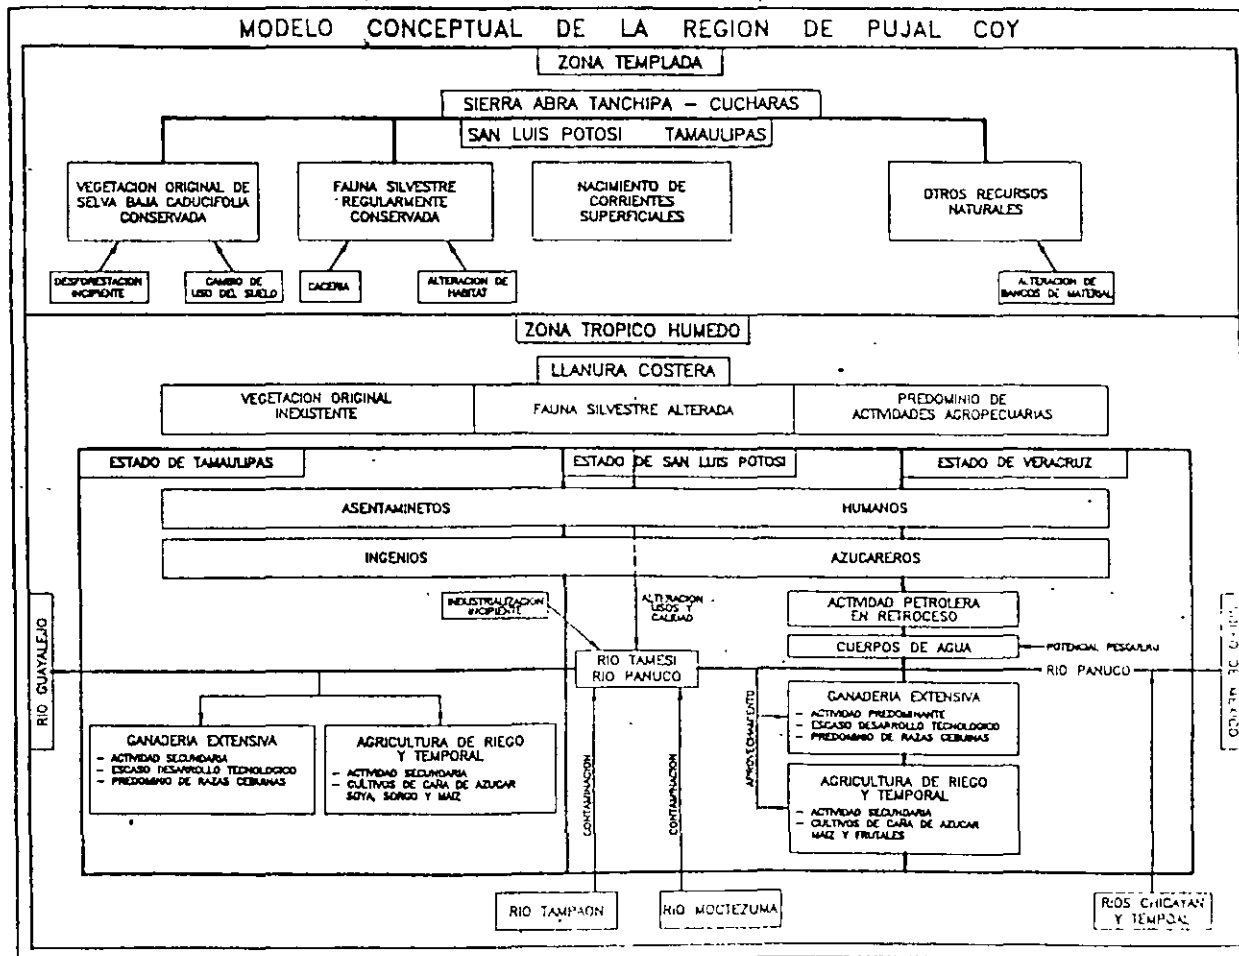 MODELO CONCEPTUAL DE LA REGION DE PUJAL COY
ZONA TEMPLADA
SIERRA ABRA TANCHIPA – CUCHARAS
SAN LUIS POTOSI TAMAULIPAS
VEGETACION ORIGINAL DE
SELVA BAJA CADUCIFOLIA
CONSERVADA
FAUNA SILVESTRE
REGULARMENTE
CONSERVADA
NACIMIENTO DE
CORRIENTES
SUPERFICIALES
OTROS RECURSOS
NATURALES
DESFORESTACION
INCIPIENTE
CAMBIO DE
USO DEL SUELO
CACERIA
ALTERACION DE
HABITAT
ALTERACION DE
BANCOS DE MATERIAL
ZONA TROPICO HUMEDO
LLANURA COSTERA
VEGETACION ORIGINAL
INEXISTENTE
FAUNA SILVESTRE ALTERADA
PREDOMINIO DE
ACTIVIDADES AGROPECUARIAS
ESTADO DE TAMAULIPAS
ESTADO DE SAN LUIS POTOSI
ESTADO DE VERACRUZ
ASENTAMINETOS HUMANOS
INGENIOS AZUCAREROS
INDUSTRIALIZACION
INCIPIENTE
ALTERACION
USOS Y
CALIDAD
ACTIVIDAD PETROLERA
EN RETROCESO
CUERPOS DE AGUA
POTENCIAL
RIO GUAYALEJO
RIO TAMESI
RIO PANUCO
RIO PANUCO
DE MEXICO
GANADERIA EXTENSIVA
– ACTIVIDAD SECUNDARIA
– ESCASO DESARROLLO TECNOLOGICO
– PREDOMINIO DE RAZAS CEBUINAS
AGRICULTURA DE RIEGO
Y TEMPORAL
– ACTIVIDAD SECUNDARIA
– CULTIVOS DE CAÑA DE AZUCAR
SOYA, SORGO Y MAIZ
CONTAMINACION
CONTAMINACION
APROVECHAMIENTO
GANADERIA EXTENSIVA
– ACTIVIDAD PREDOMINANTE
– ESCASO DESARROLLO TECNOLOGICO
– PREDOMINIO DE RAZAS CEBUINAS
AGRICULTURA DE RIEGO
Y TEMPORAL
– ACTIVIDAD SECUNDARIA
– CULTIVOS DE CAÑA DE AZUCAR
MAIZ Y FRUTALES
RIO TAMPAON
RIO MOCTEZUMA
RIOS CHICAYAN
Y TEMPOAL